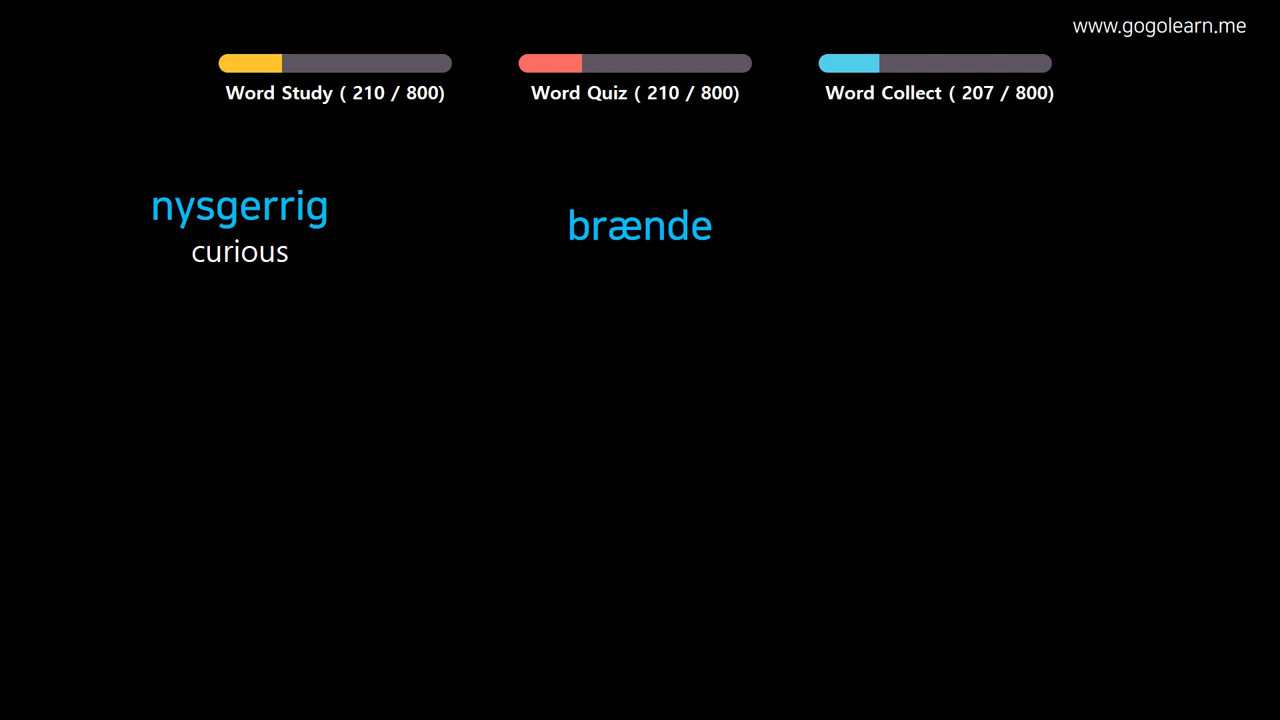 www.gogolearn.me
Word Study ( 210 / 800)
Word Quiz ( 210 / 800)
Word Collect ( 207 / 800)
nysgerrig
curious
brænde